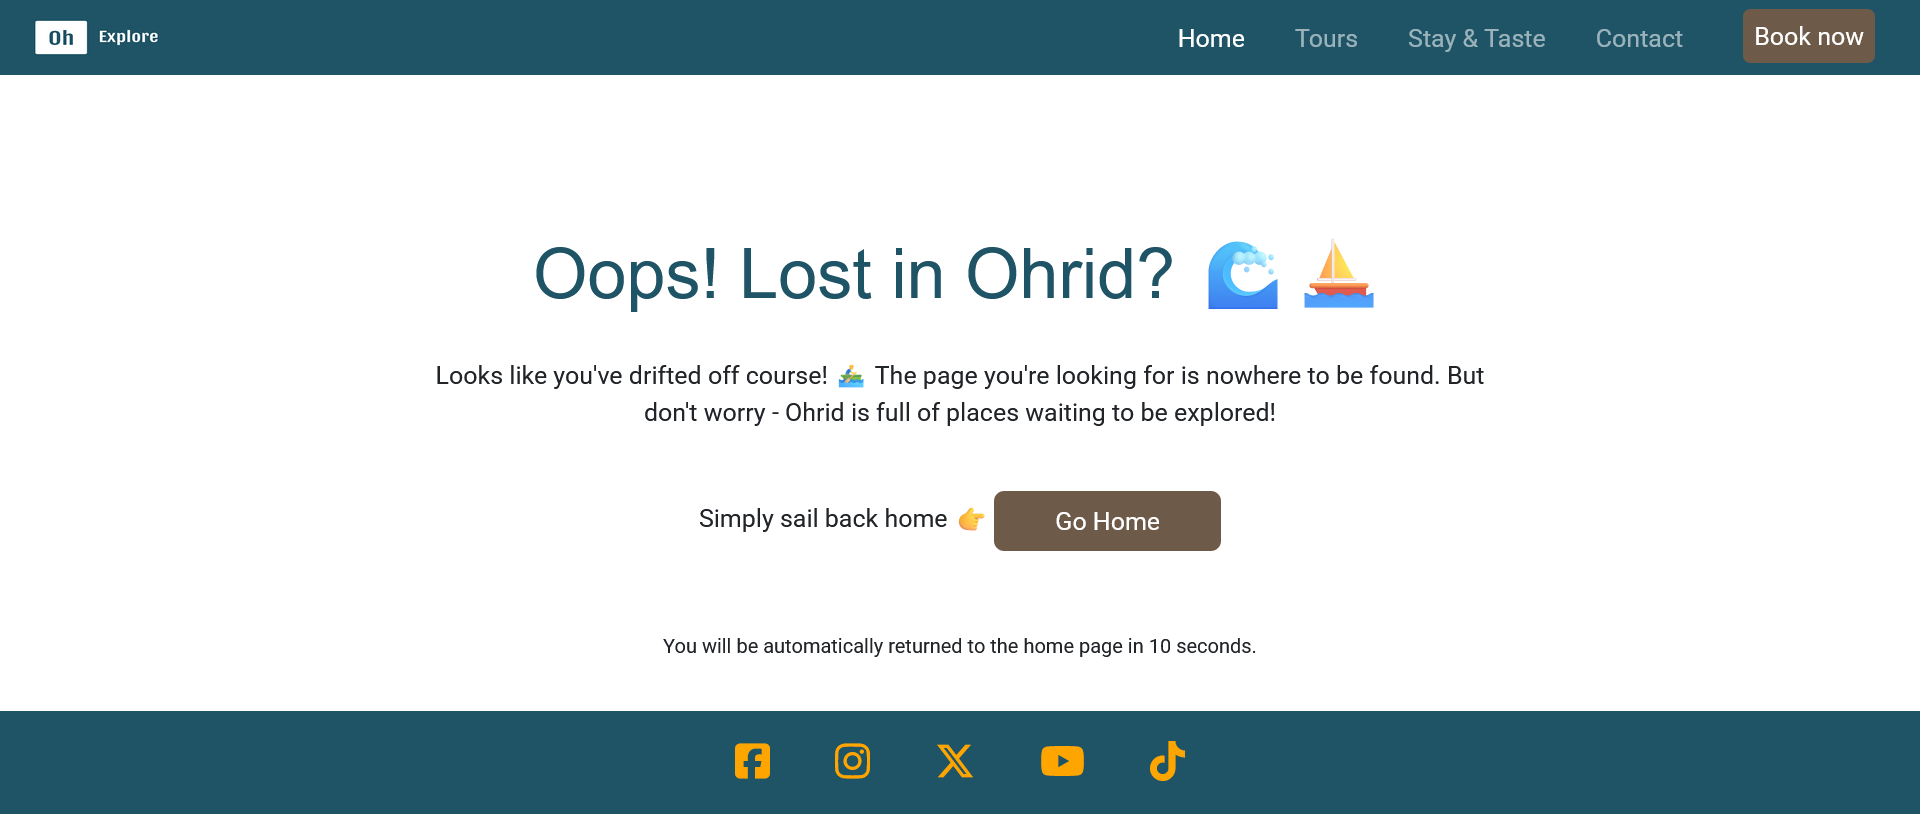 Oh Explore
Home Tours Stay & Taste Contact Book now
Oops! Lost in Ohrid? 🌊 ⛵
Looks like you've drifted off course! 🚣 The page you're looking for is nowhere to be found. But
don't worry - Ohrid is full of places waiting to be explored!
Simply sail back home 👉 Go Home
You will be automatically returned to the home page in 10 seconds.